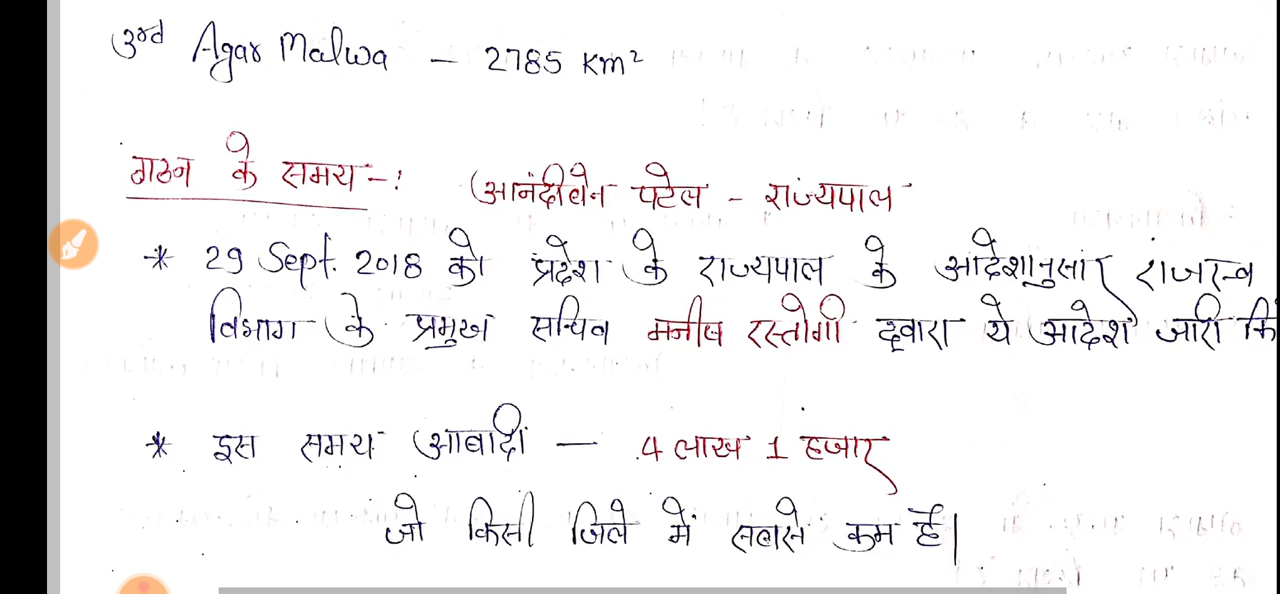 3rd Agar Malwa - 2785 Km²
गठन के समय -: (आनंदीबेन पटेल - राज्यपाल
* 29 Sept. 2018 को प्रदेश के राज्यपाल के आदेशानुसार राजस्व
विभाग के प्रमुख सचिव मनीष रस्तोगी द्वारा ये आदेश जारी कि
* इस समय आबादी - 4 लाख 1 हजार
जो किसी जिले में सबसे कम है।